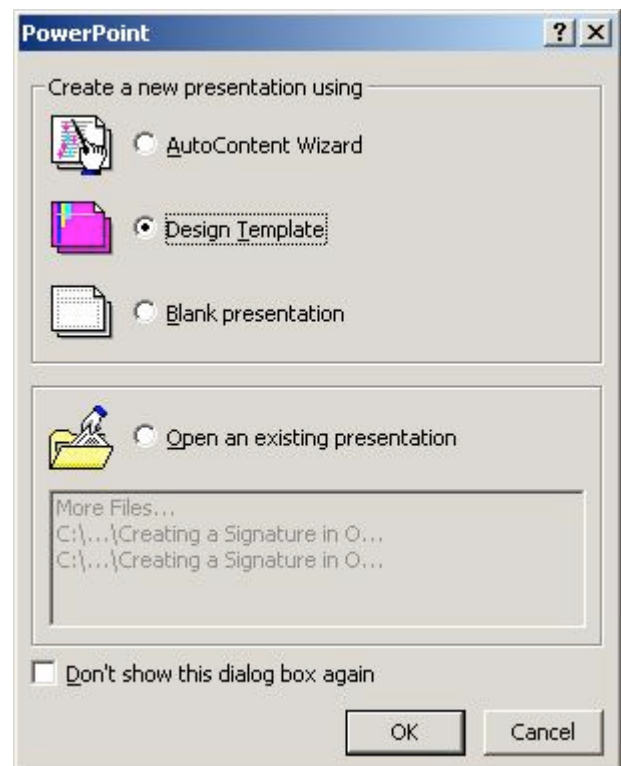 PowerPoint
Create a new presentation using
AutoContent Wizard
Design Template
Blank presentation
Open an existing presentation
More Files...
C:\...\Creating a Signature in O...
C:\...\Creating a Signature in O...
Don't show this dialog box again
OK Cancel